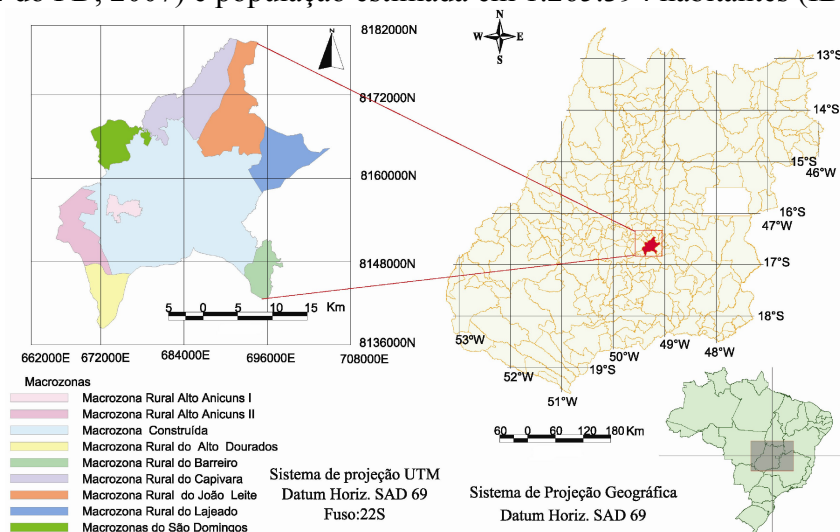 do PD, 2007) e população estimada em 1.265.394 habitantes
N
W E
S
N
8182000N
8172000N
8160000N
8148000N
8136000N
662000E 672000E 684000E 696000E 708000E
5 0 5 10 15 Km
13°S
14°S
15°S
46°W
16°S
47°W
17°S
18°S
53°W 50°W 49°W 48°W
52°W 19°S
51°W
60 0 60 120 180 Km
Macrozonas
Macrozona Rural Alto Anicuns I
Macrozona Rural Alto Anicuns II
Macrozona Construída
Macrozona Rural do Alto Dourados
Macrozona Rural do Barreiro
Macrozona Rural do Capivara
Macrozona Rural do João Leite
Macrozona Rural do Lajeado
Macrozonas do São Domingos
Sistema de projeção UTM
Datum Horiz. SAD 69
Fuso:22S
Sistema de Projeção Geográfica
Datum Horiz. SAD 69